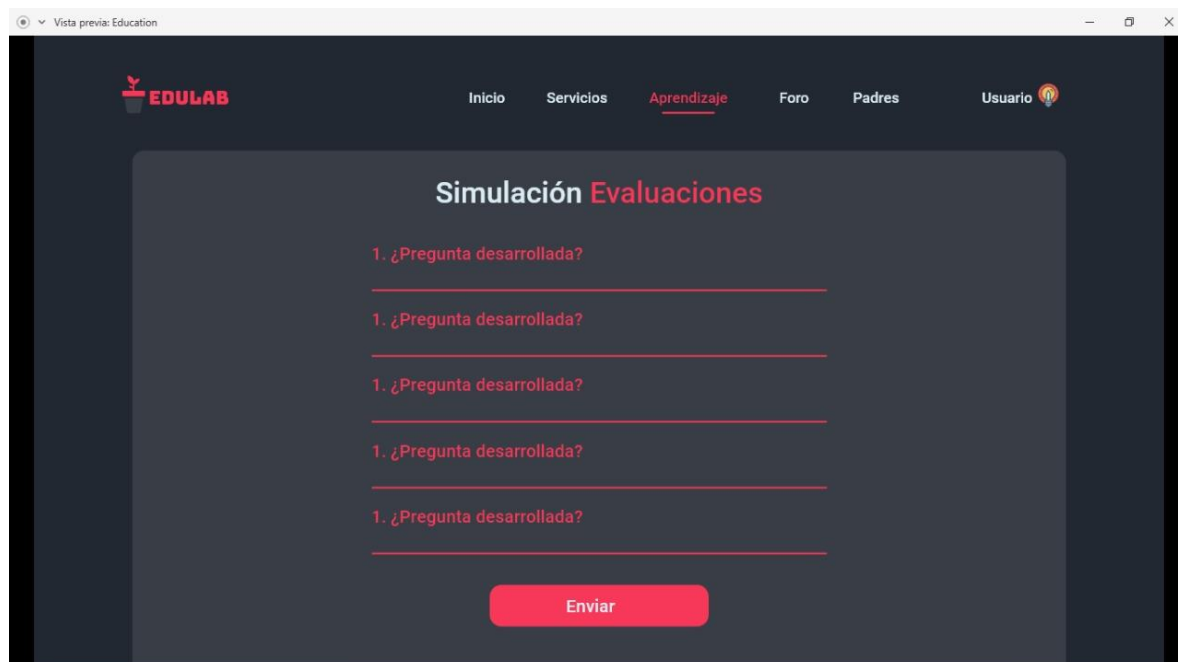 Vista previa: Education
EDULAB
Inicio Servicios Aprendizaje Foro Padres Usuario
Simulación Evaluaciones
1. ¿Pregunta desarrollada?
1. ¿Pregunta desarrollada?
1. ¿Pregunta desarrollada?
1. ¿Pregunta desarrollada?
1. ¿Pregunta desarrollada?
Enviar